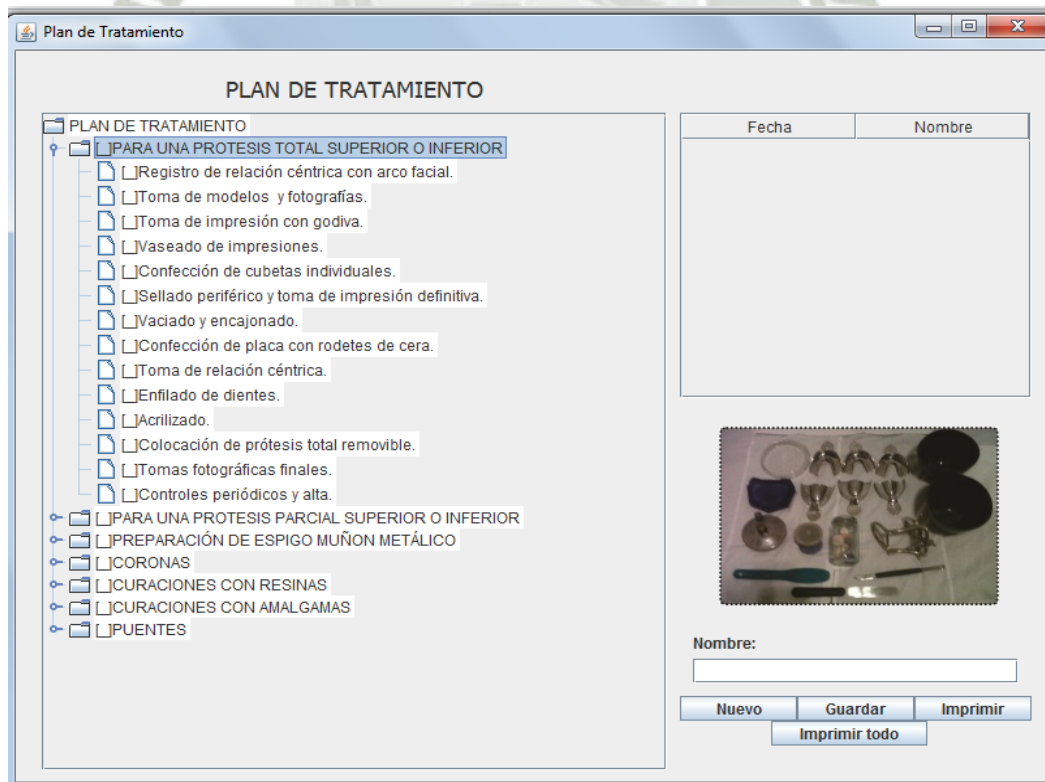 Plan de Tratamiento
PLAN DE TRATAMIENTO
PLAN DE TRATAMIENTO
[_]PARA UNA PROTESIS TOTAL SUPERIOR O INFERIOR
[_]Registro de relación céntrica con arco facial.
[_]Toma de modelos y fotografías.
[_]Toma de impresión con godiva.
[_]Vaseado de impresiones.
[_]Confección de cubetas individuales.
[_]Sellado periférico y toma de impresión definitiva.
[_]Vaciado y encajonado.
[_]Confección de placa con rodetes de cera.
[_]Toma de relación céntrica.
[_]Enfilado de dientes.
[_]Acrilizado.
[_]Colocación de prótesis total removible.
[_]Tomas fotográficas finales.
[_]Controles periódicos y alta.
[_]PARA UNA PROTESIS PARCIAL SUPERIOR O INFERIOR
[_]PREPARACIÓN DE ESPIGO MUÑON METÁLICO
[_]CORONAS
[_]CURACIONES CON RESINAS
[_]CURACIONES CON AMALGAMAS
[_]PUENTES
Fecha Nombre
Nombre:
Nuevo Guardar Imprimir
Imprimir todo